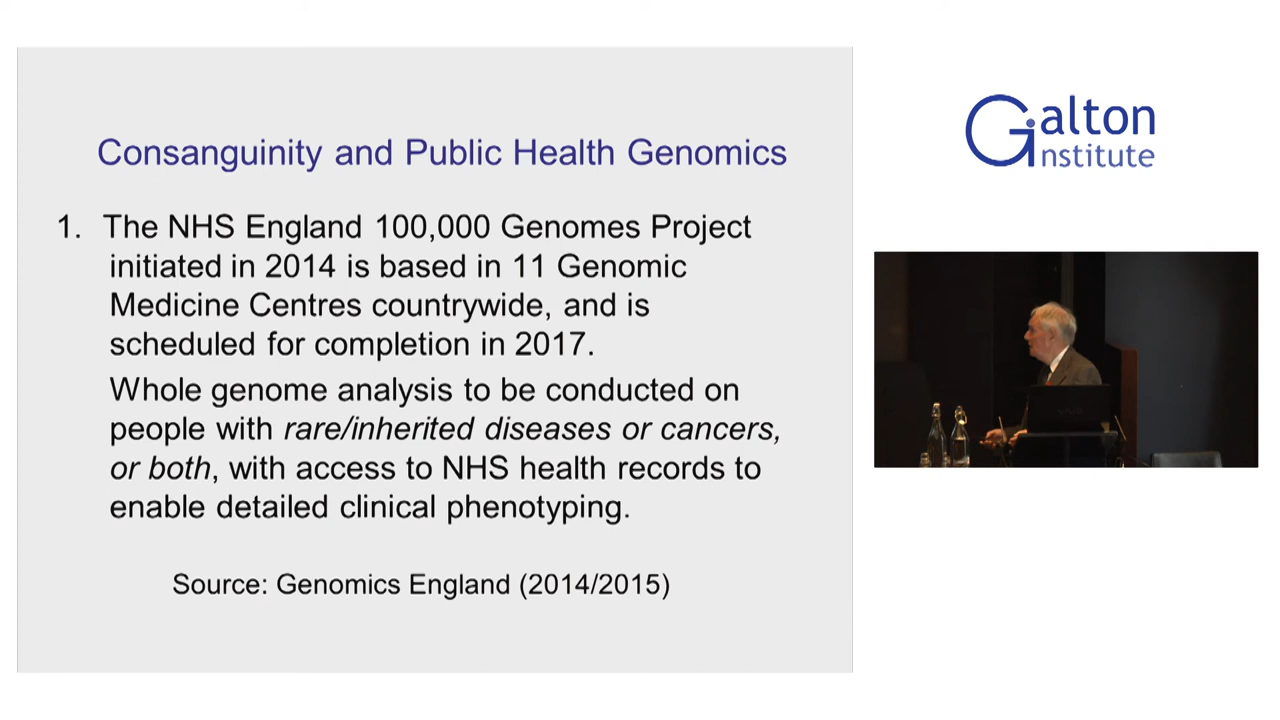 Consanguinity and Public Health Genomics
1. The NHS England 100,000 Genomes Project
initiated in 2014 is based in 11 Genomic
Medicine Centres countrywide, and is
scheduled for completion in 2017.
Whole genome analysis to be conducted on
people with rare/inherited diseases or cancers,
or both, with access to NHS health records to
enable detailed clinical phenotyping.
Source: Genomics England (2014/2015)
Galton
Institute